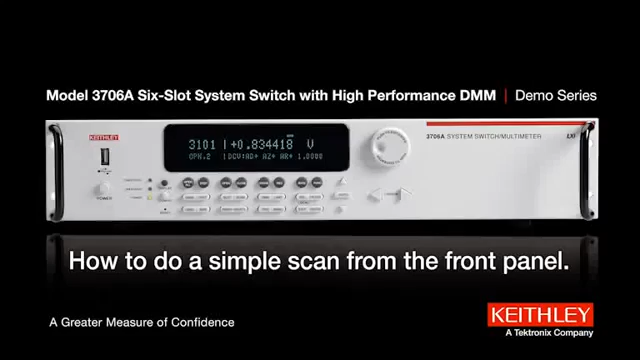 Model 3706A Six-Slot System Switch with High Performance DMM | Demo Series
KEITHLEY
3706A SYSTEM SWITCH/MULTIMETER
LXI
3101 | +0.834418 V
POWER
How to do a simple scan from the front panel.
A Greater Measure of Confidence
KEITHLEY
A Tektronix Company